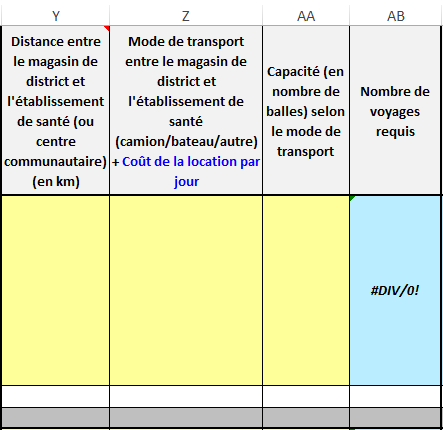 Y
Z
AA
AB
Distance entre
le magasin de
district et
l'établissement
de santé (ou
centre
communautaire)
(en km)
Mode de transport
entre le magasin de
district et
l'établissement de
santé
(camion/bateau/autre)
+ Coût de la location par
jour
Capacité (en
nombre de
balles) selon
le mode de
transport
Nombre de
voyages
requis
#DIV/0!